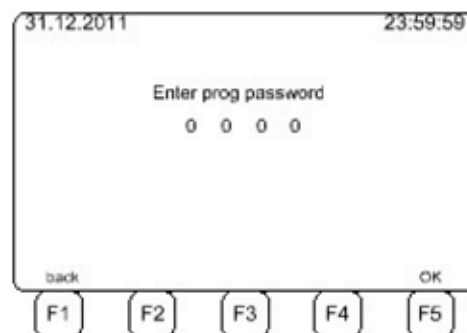 31.12.2011 23:59:59
Enter prog password
0 0 0 0
back OK
F1 F2 F3 F4 F5